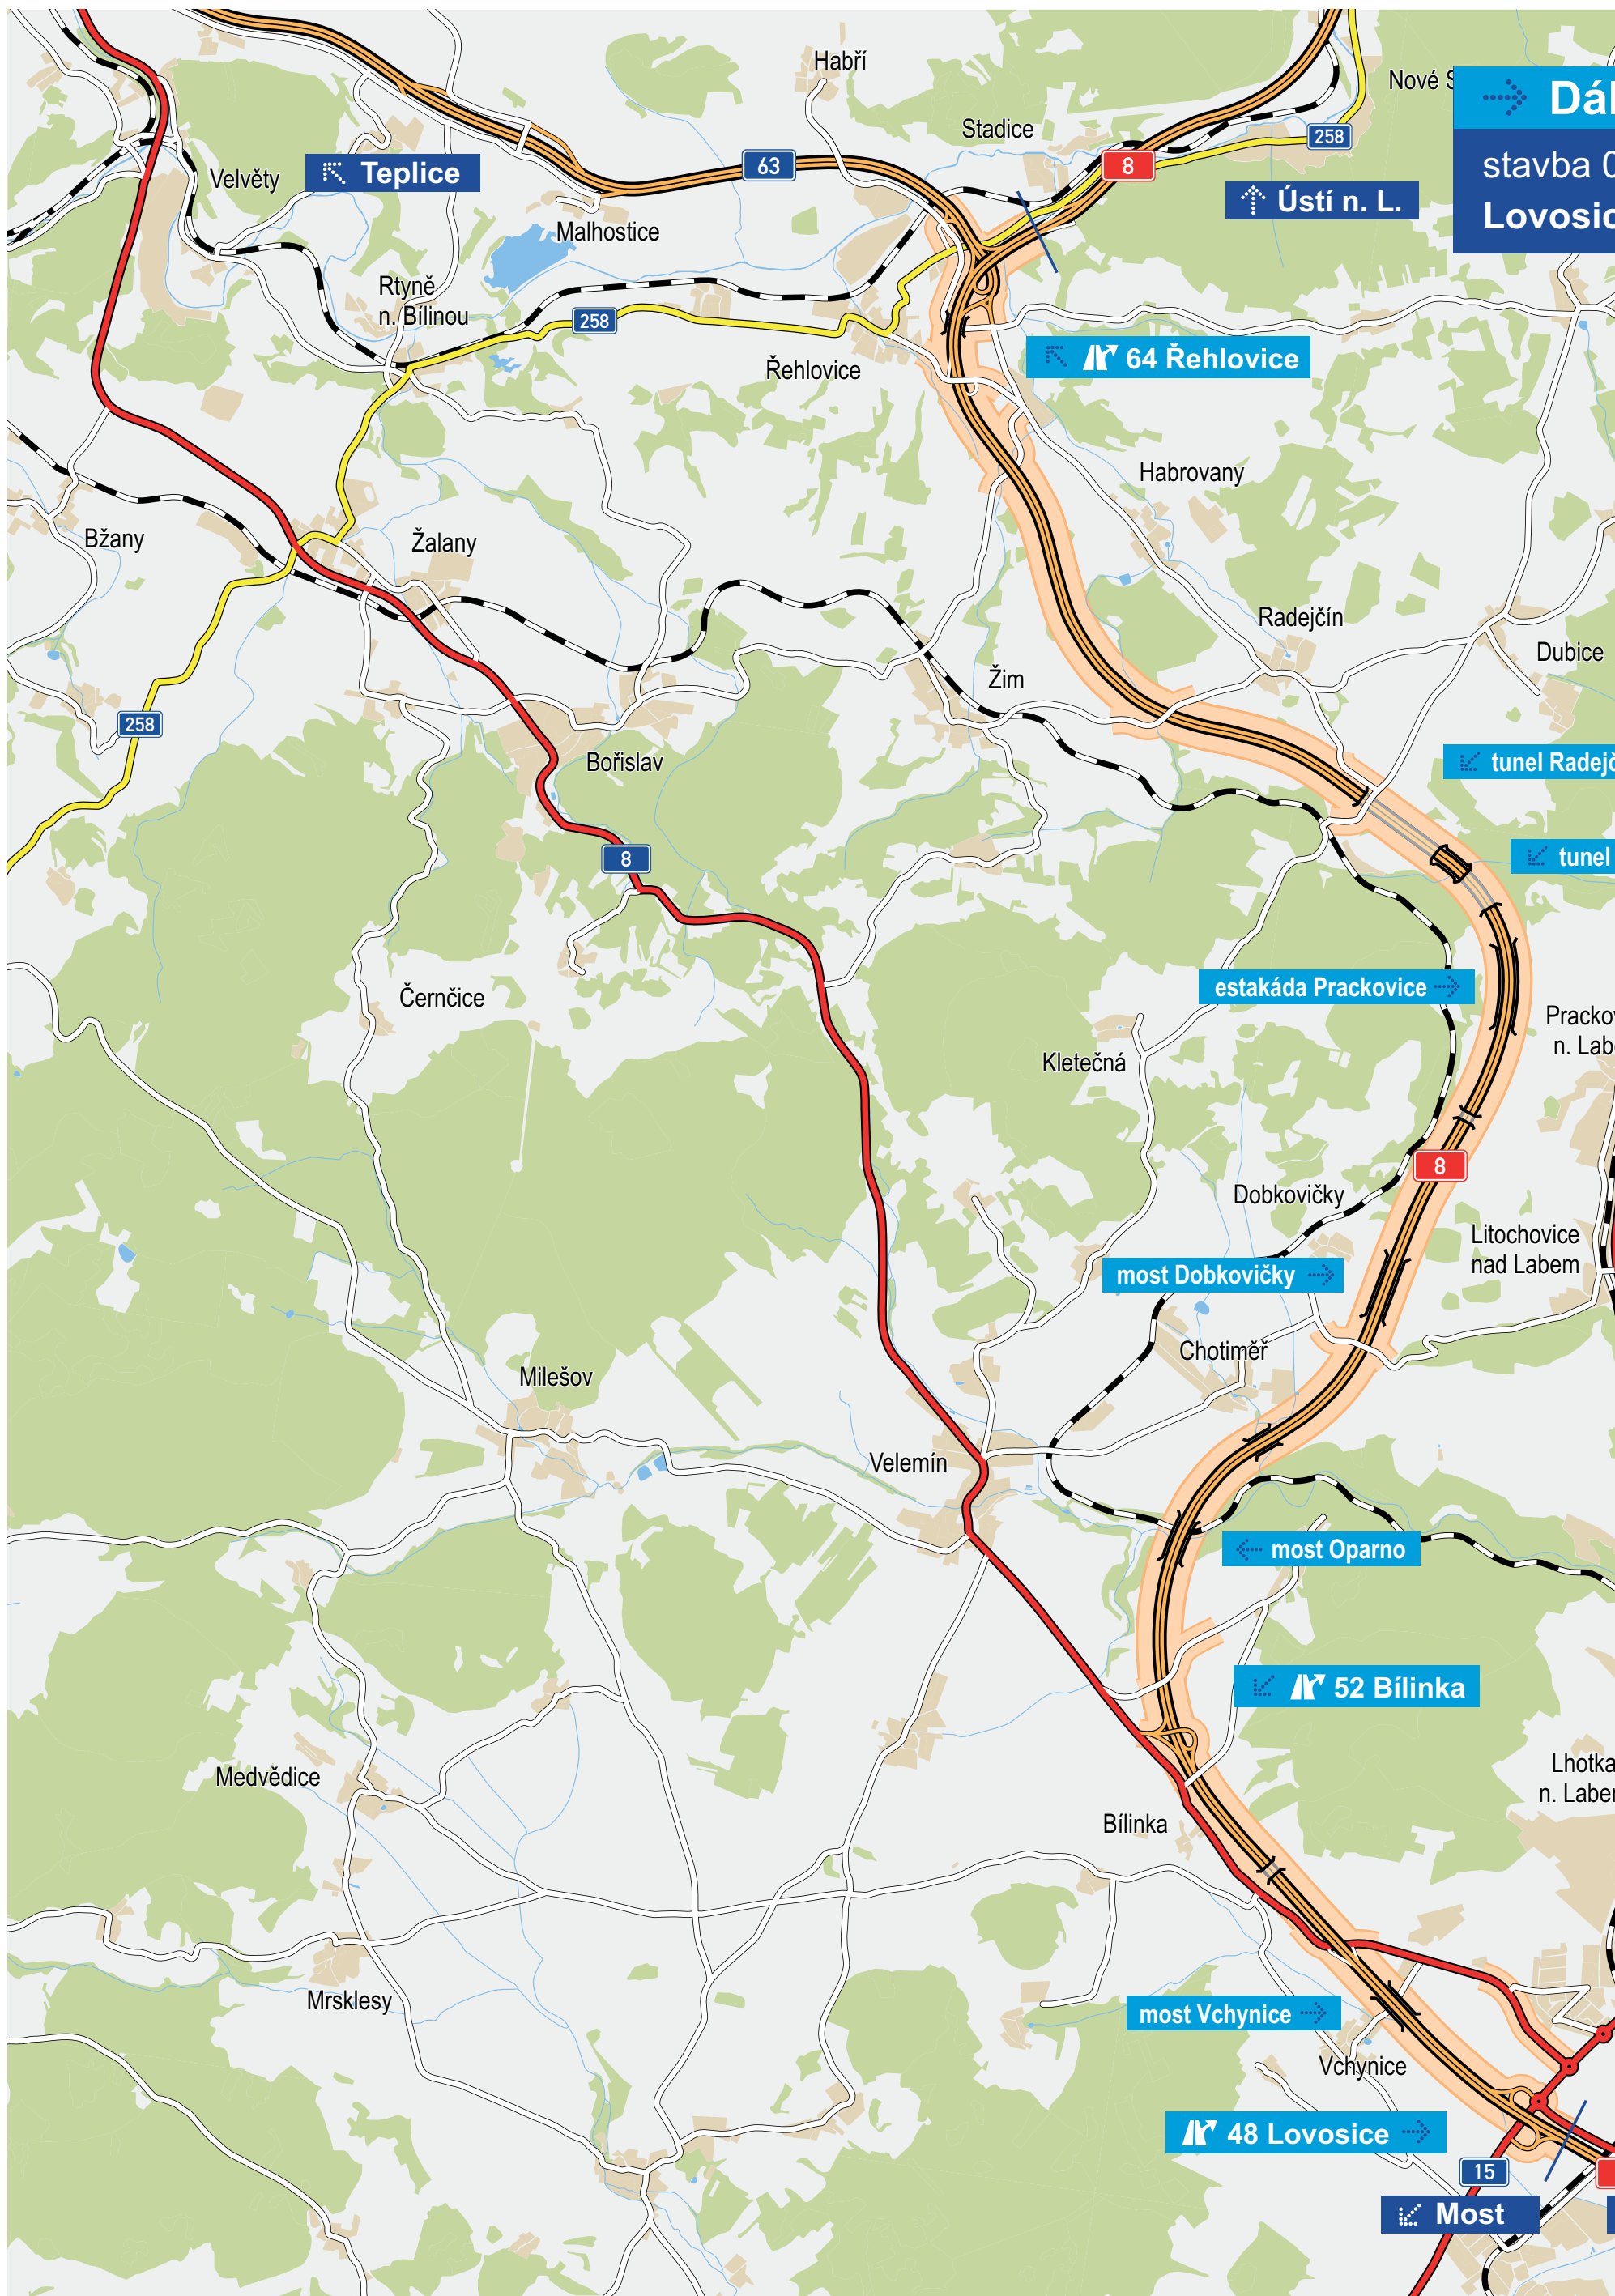 Habří
Nové
Dál
Stadice
258
stavba 0
63
8
Velvěty
Teplice
Ústí n. L.
Lovosic
Malhostice
Rtyně
n. Bílinou
258
64 Řehlovice
Řehlovice
Habrovany
Bžany
Žalany
Radejčín
Dubice
Žim
258
Bořislav
tunel Radejč
8
tunel
estakáda Prackovice
Černčice
Prackov
n. Lab
Kletečná
8
Dobkovičky
Litochovice
nad Labem
most Dobkovičky
Chotiměř
Milešov
Velemín
most Oparno
52 Bílinka
Lhotka
n. Laber
Medvědice
Bílinka
Mrsklesy
most Vchynice
Vchynice
48 Lovosice
15
Most